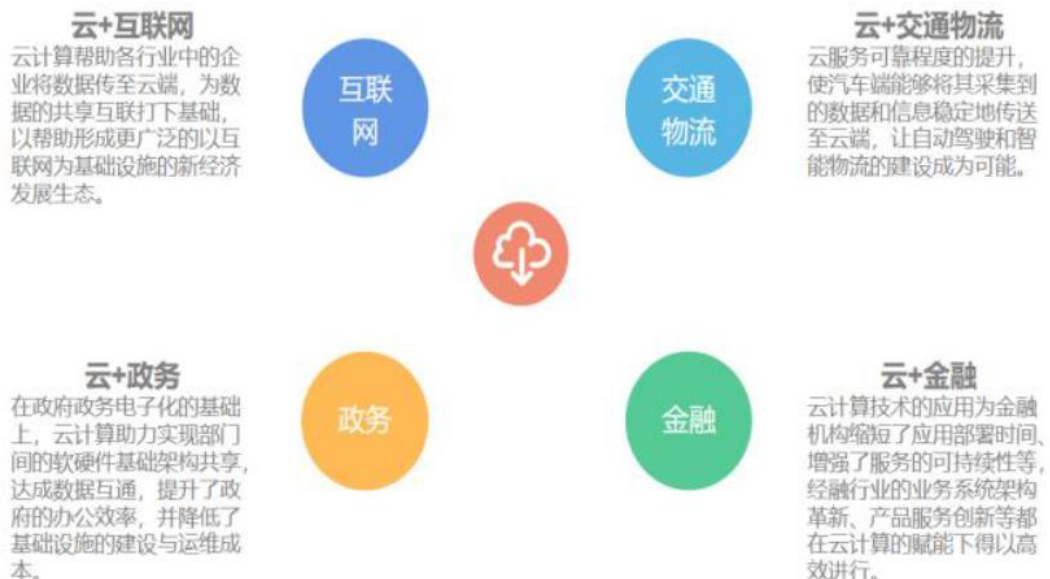 云+互联网
云计算帮助各行业中的企
业将数据传至云端，为数
据的共享互联打下基础，
以帮助形成更广泛的以互
联网为基础设施的新经济
发展生态。
互联
网
交通
物流
云+交通物流
云服务可靠程度的提升，
使汽车端能够将其采集到
的数据和信息稳定地传送
至云端，让自动驾驶和智
能物流的建设成为可能。
云+政务
在政府政务电子化的基础
上，云计算助力实现部门
间的软硬件基础架构共享，
达成数据互通，提升了政
府的办公效率，并降低了
基础设施的建设与运维成
本。
政务
金融
云+金融
云计算技术的应用为金融
机构缩短了应用部署时间、
增强了服务的可持续性等，
经融行业的业务系统架构
革新、产品服务创新等都
在云计算的赋能下得以高
效进行。